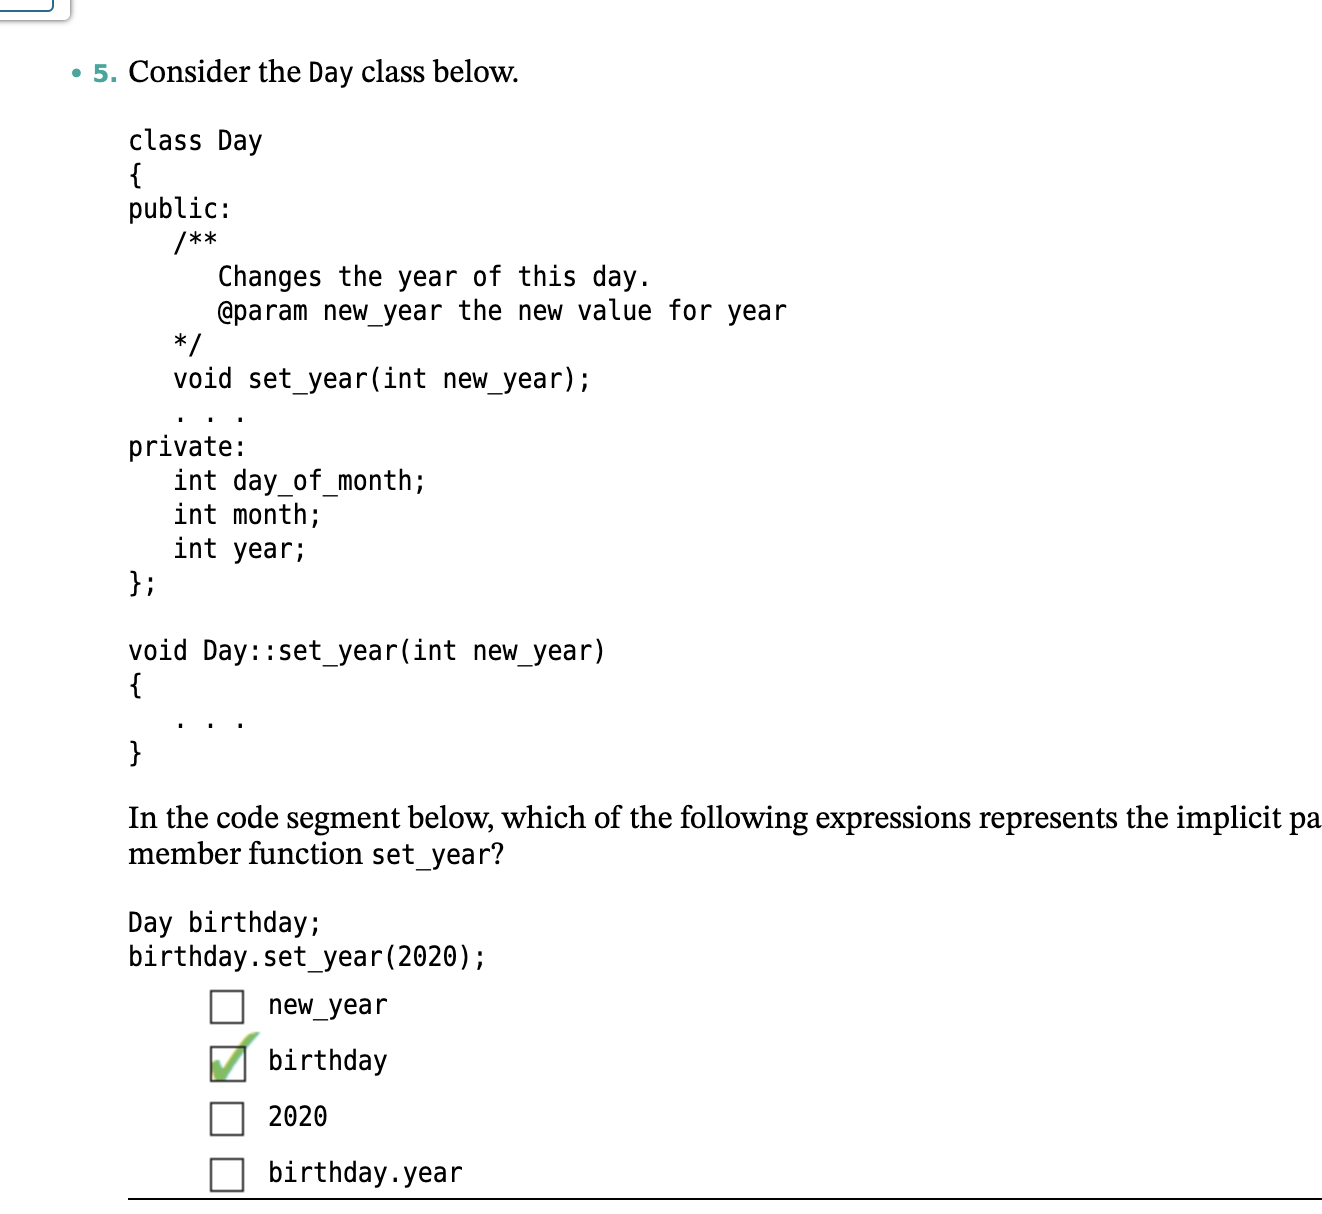 • 5. Consider the Day class below.
class Day
{
public:
   /**
      Changes the year of this day.
      @param new_year the new value for year
   */
   void set_year(int new_year);
   . . .
private:
   int day_of_month;
   int month;
   int year;
};
void Day::set_year(int new_year)
{
   . . .
}
In the code segment below, which of the following expressions represents the implicit pa
member function set_year?
Day birthday;
birthday.set_year(2020);
new_year
birthday
2020
birthday.year